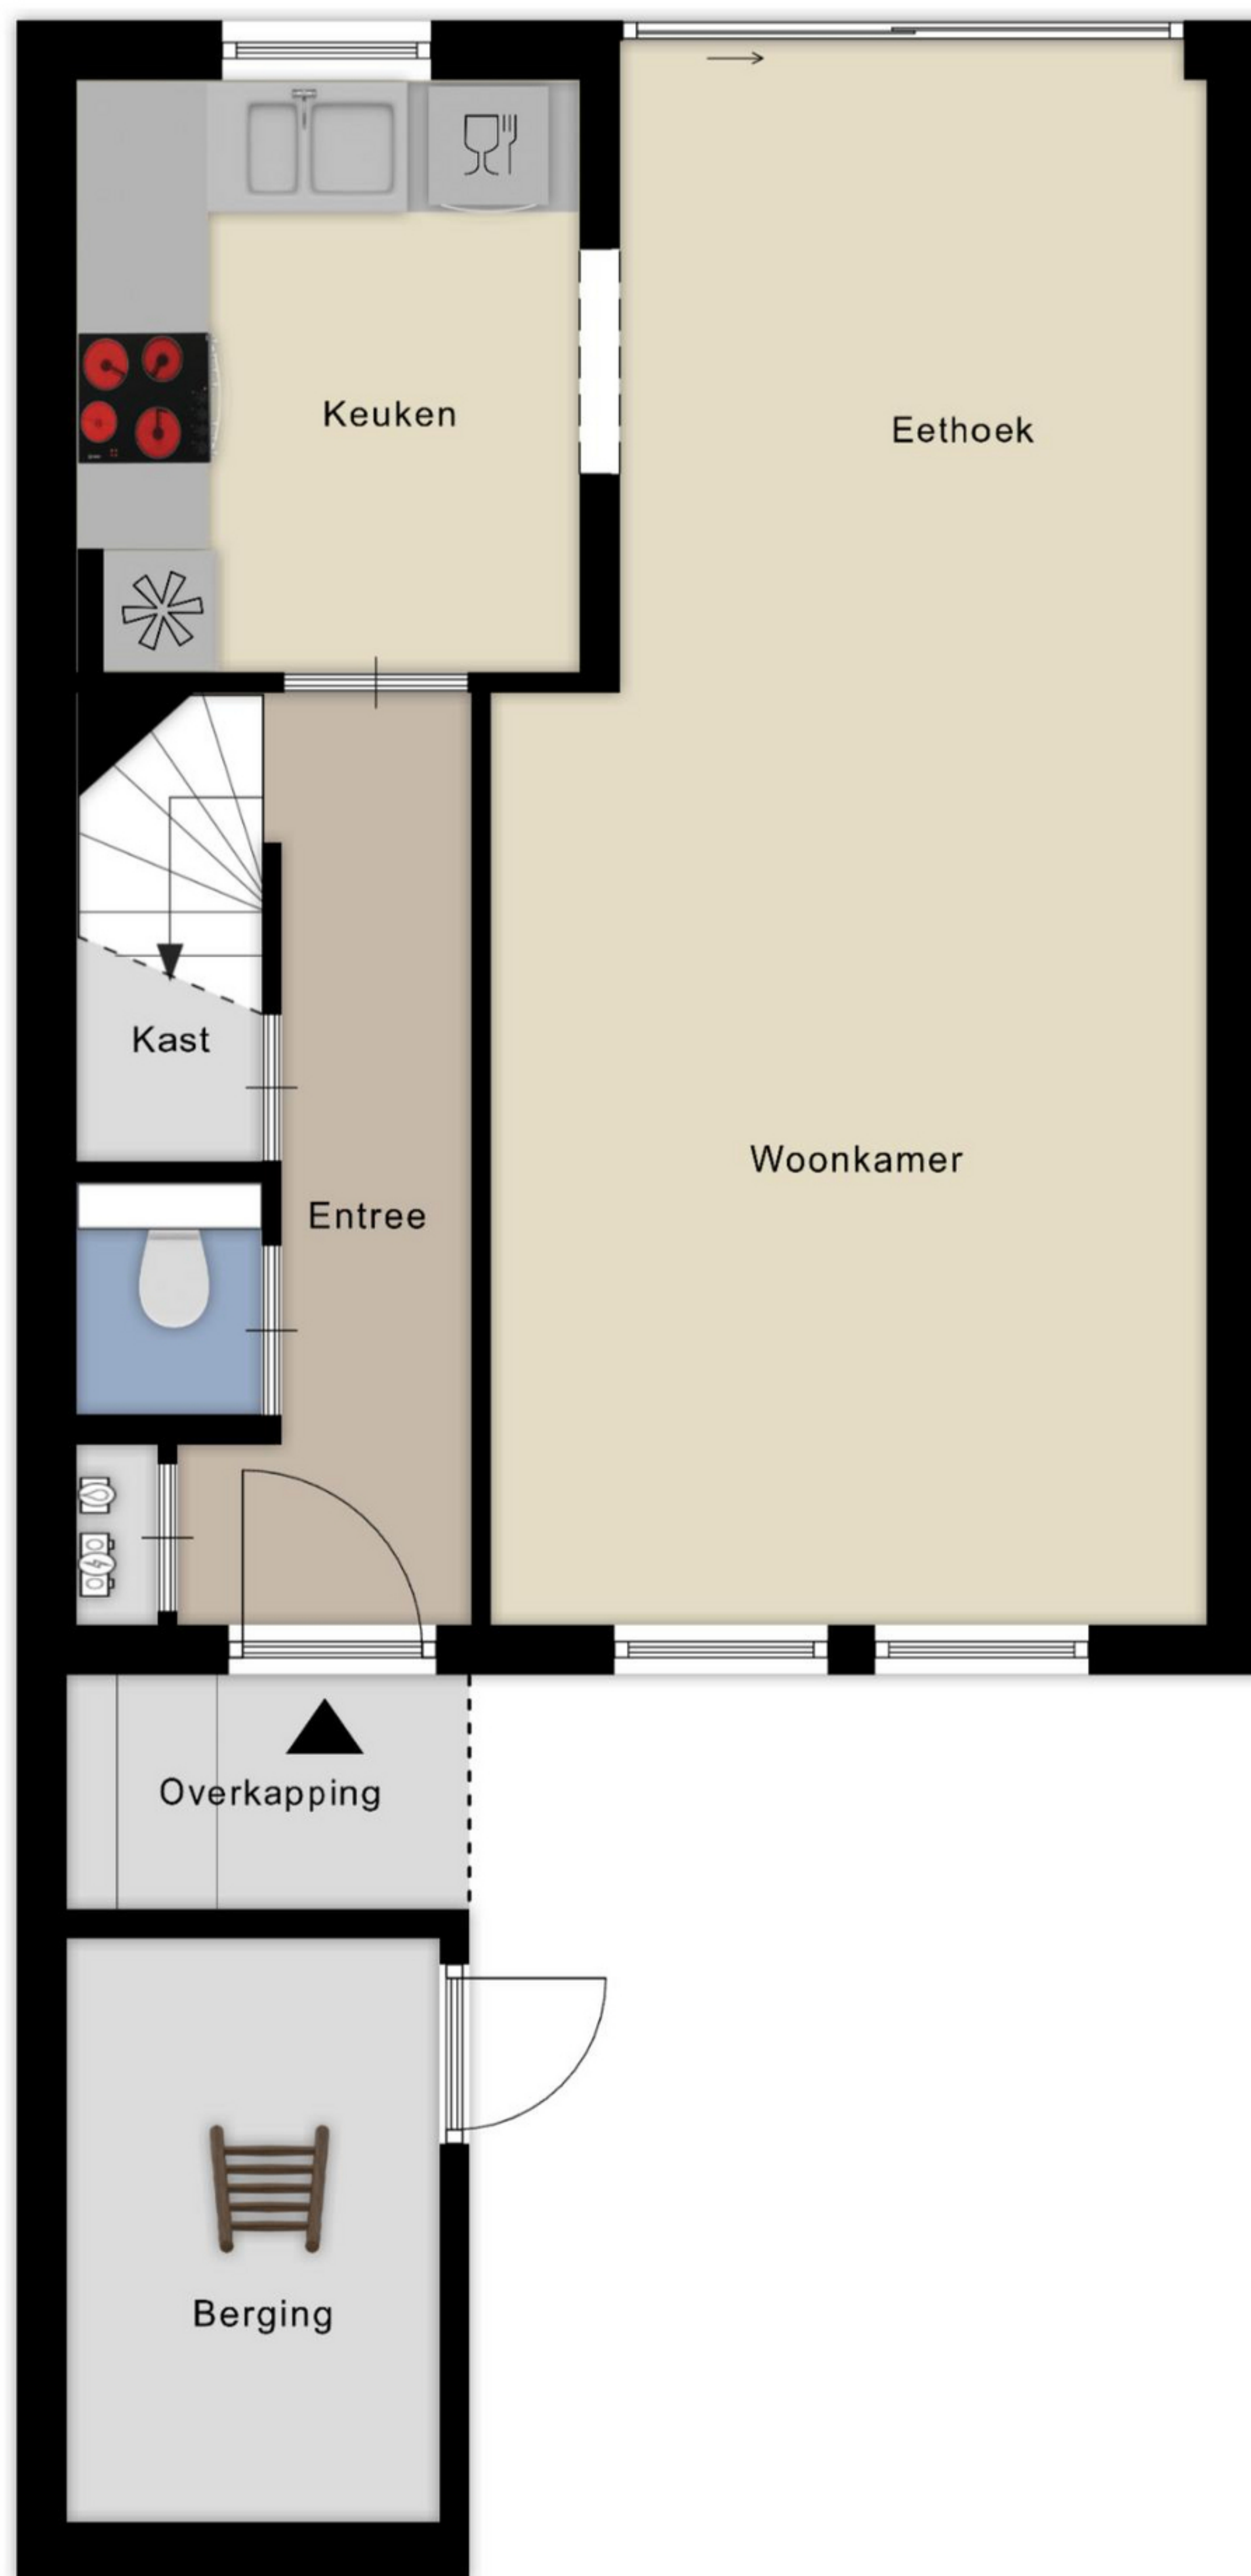 Keuken
Eethoek
Kast
Woonkamer
Entree
Overkapping
Berging